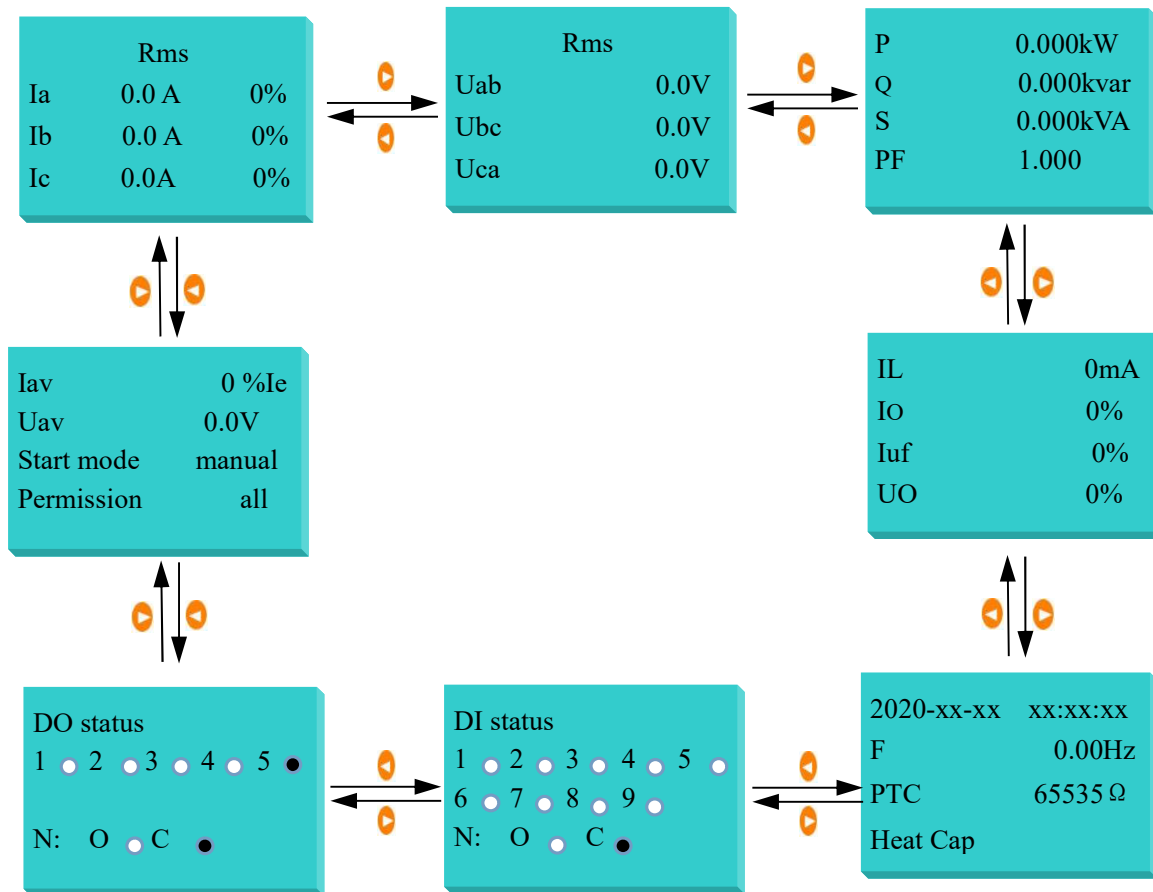 Rms
Ia 0.0 A 0%
Ib 0.0 A 0%
Ic 0.0A 0%
Rms
Uab 0.0V
Ubc 0.0V
Uca 0.0V
P 0.000kW
Q 0.000kvar
S 0.000kVA
PF 1.000
Iav 0 %Ie
Uav 0.0V
Start mode manual
Permission all
IL 0mA
IO 0%
Iuf 0%
UO 0%
DO status
1 2 3 4 5
N: O C
DI status
1 2 3 4 5
6 7 8 9
N: O C
2020-xx-xx xx:xx:xx
F 0.00Hz
PTC 65535 Ω
Heat Cap